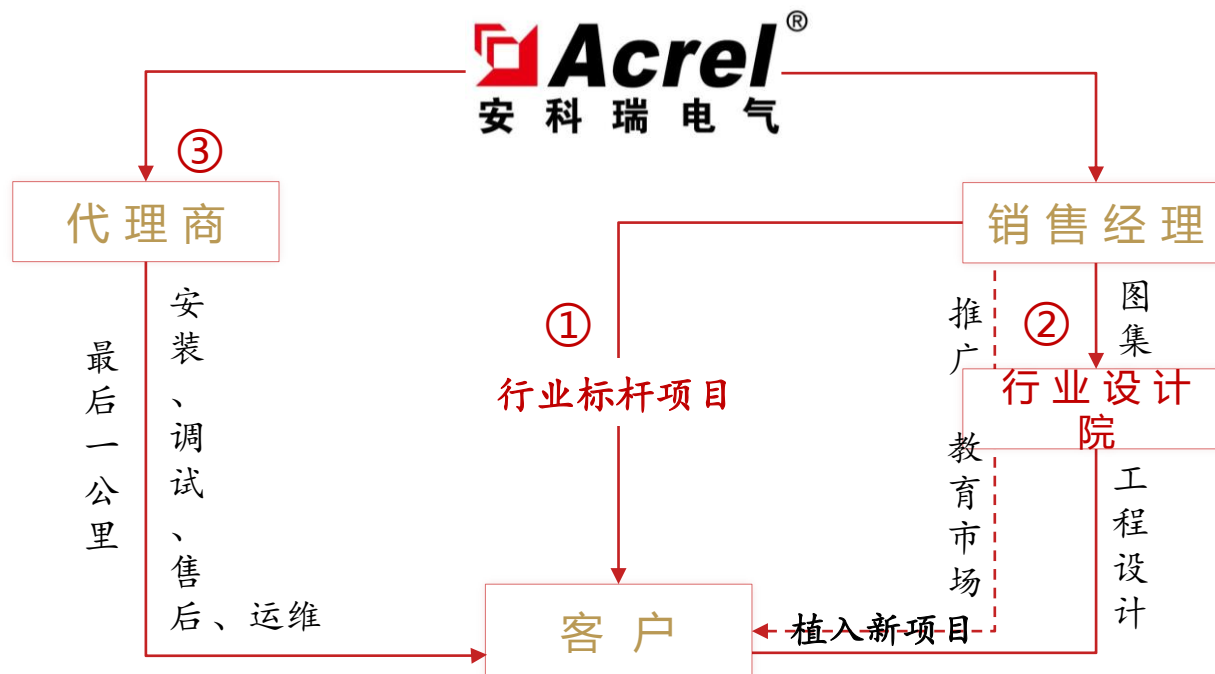 Acrel®
安科瑞电气
③
代理商
销售经理
最后一公里
安装、调试、售后、运维
①
行业标杆项目
推广
②
图集
行业设计
院
教育市场
工程设计
客户
植入新项目